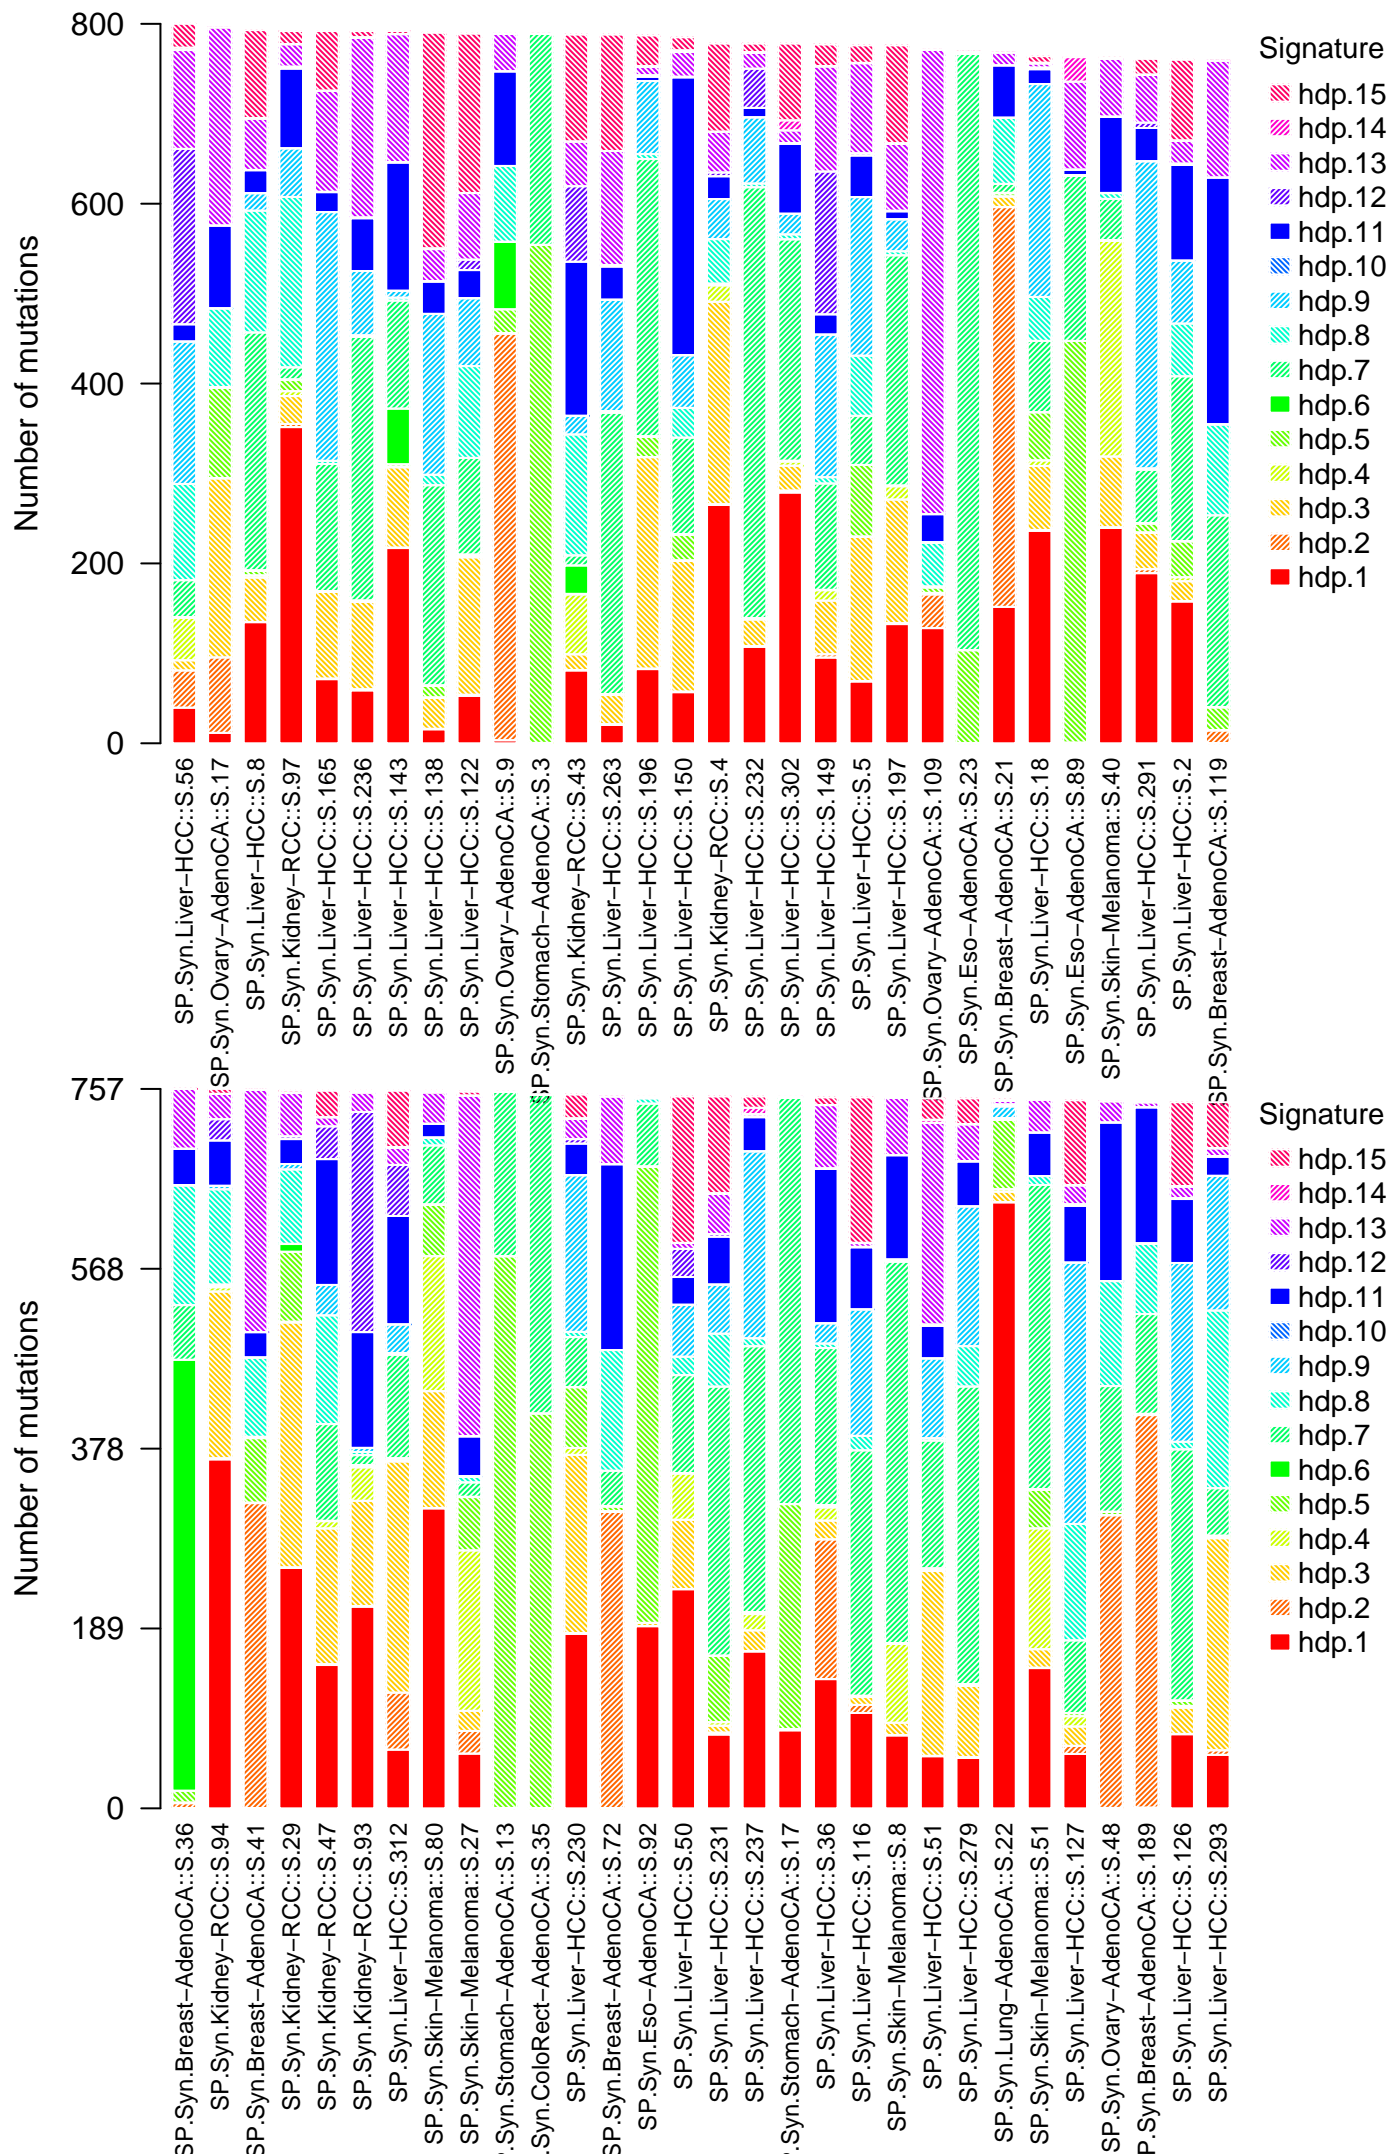 Number of mutations
800
600
400
200
0
SP.Syn.Liver−HCC::S.56
SP.Syn.Ovary−AdenoCA::S.17
SP.Syn.Liver−HCC::S.8
SP.Syn.Kidney−RCC::S.97
SP.Syn.Liver−HCC::S.165
SP.Syn.Liver−HCC::S.236
SP.Syn.Liver−HCC::S.143
SP.Syn.Liver−HCC::S.138
SP.Syn.Liver−HCC::S.122
SP.Syn.Ovary−AdenoCA::S.9
SP.Syn.Stomach−AdenoCA::S.3
SP.Syn.Kidney−RCC::S.43
SP.Syn.Liver−HCC::S.263
SP.Syn.Liver−HCC::S.196
SP.Syn.Liver−HCC::S.150
SP.Syn.Kidney−RCC::S.4
SP.Syn.Liver−HCC::S.232
SP.Syn.Liver−HCC::S.302
SP.Syn.Liver−HCC::S.149
SP.Syn.Liver−HCC::S.5
SP.Syn.Liver−HCC::S.197
SP.Syn.Ovary−AdenoCA::S.109
SP.Syn.Eso−AdenoCA::S.23
SP.Syn.Breast−AdenoCA::S.21
SP.Syn.Liver−HCC::S.18
SP.Syn.Eso−AdenoCA::S.89
SP.Syn.Skin−Melanoma::S.40
SP.Syn.Liver−HCC::S.291
SP.Syn.Liver−HCC::S.2
SP.Syn.Breast−AdenoCA::S.119
Signature
hdp.15
hdp.14
hdp.13
hdp.12
hdp.11
hdp.10
hdp.9
hdp.8
hdp.7
hdp.6
hdp.5
hdp.4
hdp.3
hdp.2
hdp.1
Number of mutations
757
568
378
189
0
SP.Syn.Breast−AdenoCA::S.36
SP.Syn.Kidney−RCC::S.94
SP.Syn.Breast−AdenoCA::S.41
SP.Syn.Kidney−RCC::S.29
SP.Syn.Kidney−RCC::S.47
SP.Syn.Kidney−RCC::S.93
SP.Syn.Liver−HCC::S.312
SP.Syn.Skin−Melanoma::S.80
SP.Syn.Skin−Melanoma::S.27
P.Syn.Stomach−AdenoCA::S.13
.Syn.ColoRect−AdenoCA::S.35
SP.Syn.Liver−HCC::S.230
SP.Syn.Breast−AdenoCA::S.72
SP.Syn.Eso−AdenoCA::S.92
SP.Syn.Liver−HCC::S.50
SP.Syn.Liver−HCC::S.231
SP.Syn.Liver−HCC::S.237
P.Syn.Stomach−AdenoCA::S.17
SP.Syn.Liver−HCC::S.36
SP.Syn.Liver−HCC::S.116
SP.Syn.Skin−Melanoma::S.8
SP.Syn.Liver−HCC::S.51
SP.Syn.Liver−HCC::S.279
SP.Syn.Lung−AdenoCA::S.22
SP.Syn.Skin−Melanoma::S.51
SP.Syn.Liver−HCC::S.127
SP.Syn.Ovary−AdenoCA::S.48
P.Syn.Breast−AdenoCA::S.189
SP.Syn.Liver−HCC::S.126
SP.Syn.Liver−HCC::S.293
Signature
hdp.15
hdp.14
hdp.13
hdp.12
hdp.11
hdp.10
hdp.9
hdp.8
hdp.7
hdp.6
hdp.5
hdp.4
hdp.3
hdp.2
hdp.1